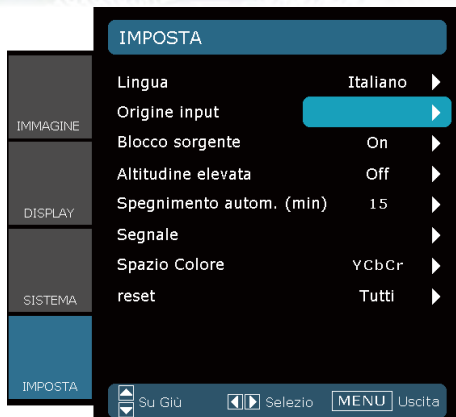 IMPOSTA
IMMAGINE
DISPLAY
SISTEMA
IMPOSTA
Lingua Italiano
Origine input
Blocco sorgente On
Altitudine elevata Off
Spegnimento autom. (min) 15
Segnale
Spazio Colore YCbCr
reset Tutti
Su Giù Selezio MENU Uscita